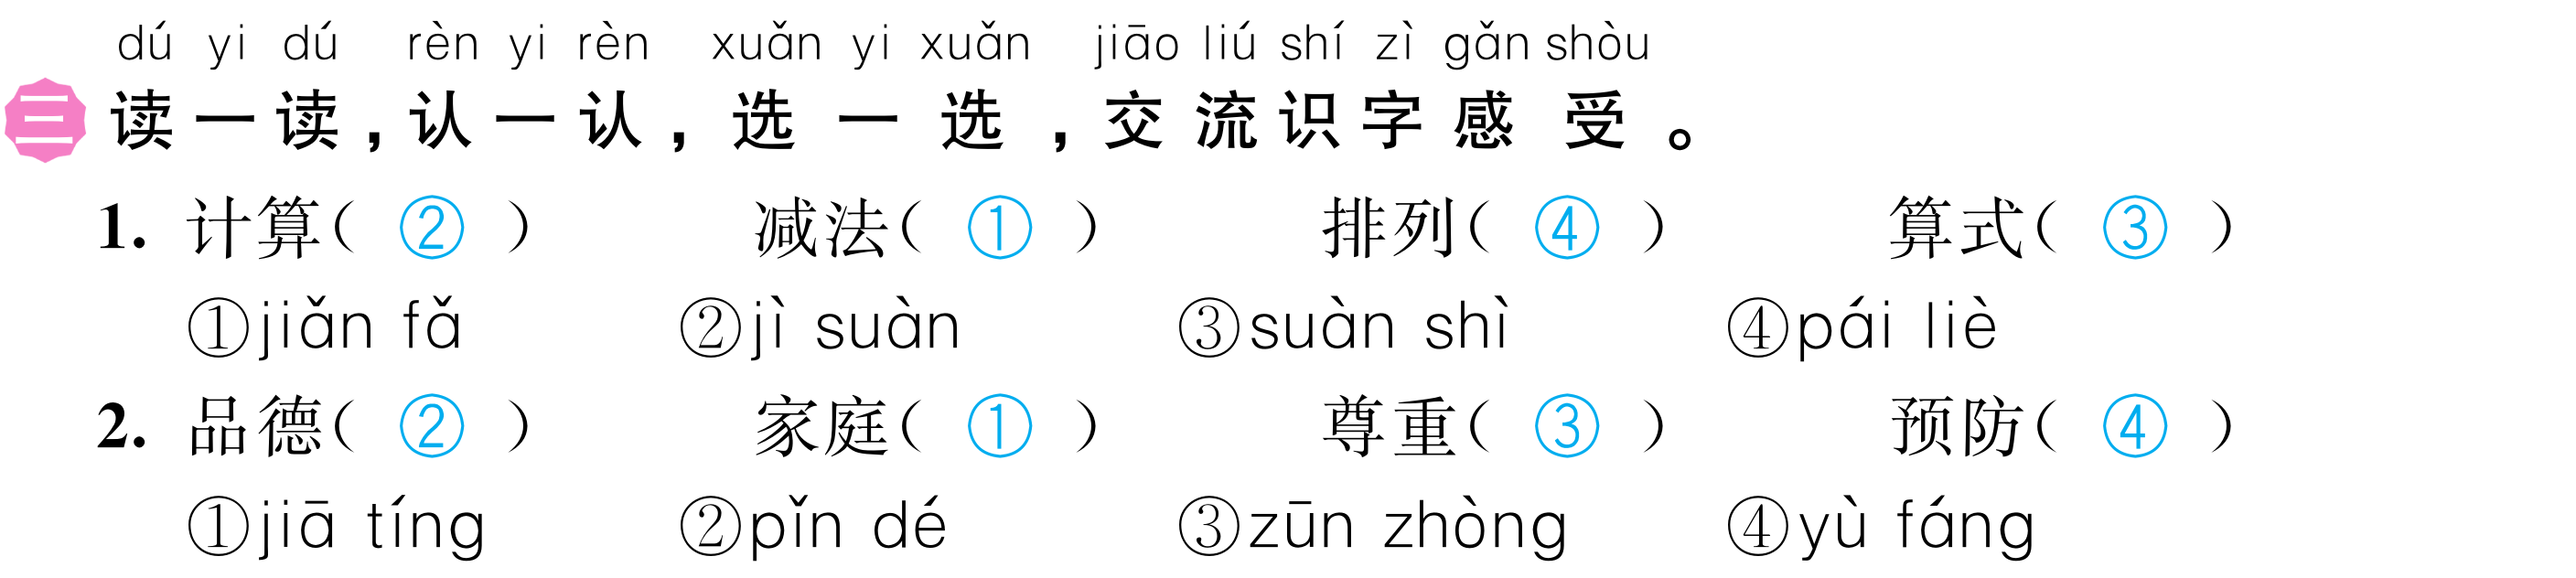 dú yi dú rèn yi rèn xuǎn yi xuǎn jiāo liú shí zì gǎn shòu
三 读一读,认一认,选一选,交流识字感受。
1. 计算( ② ) 减法( ① ) 排列( ④ ) 算式( ③ )
①jiǎn fǎ ②jì suàn ③suàn shì ④pái liè
2. 品德( ② ) 家庭( ① ) 尊重( ③ ) 预防( ④ )
①jiā tíng ②pǐn dé ③zūn zhòng ④yù fáng